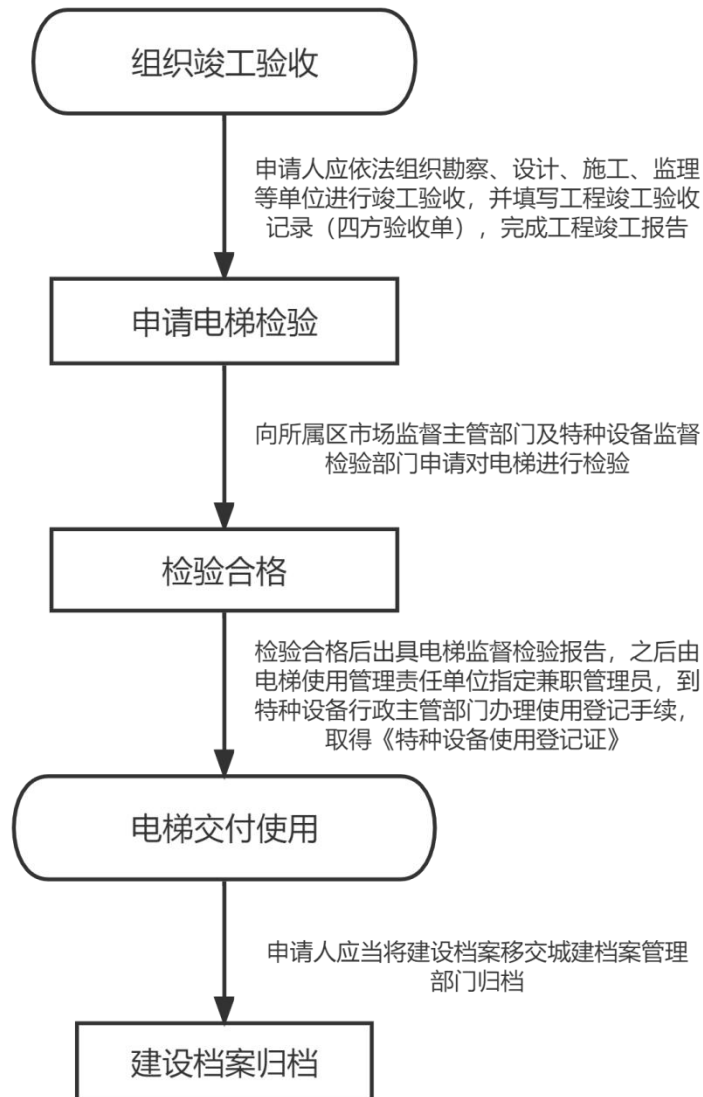 组织竣工验收
申请人应依法组织勘察、设计、施工、监理
等单位进行竣工验收，并填写工程竣工验收
记录（四方验收单），完成工程竣工报告
申请电梯检验
向所属区市场监督主管部门及特种设备监督
检验部门申请对电梯进行检验
检验合格
检验合格后出具电梯监督检验报告，之后由
电梯使用管理责任单位指定兼职管理员，到
特种设备行政主管部门办理使用登记手续，
取得《特种设备使用登记证》
电梯交付使用
申请人应当将建设档案移交城建档案管理
部门归档
建设档案归档